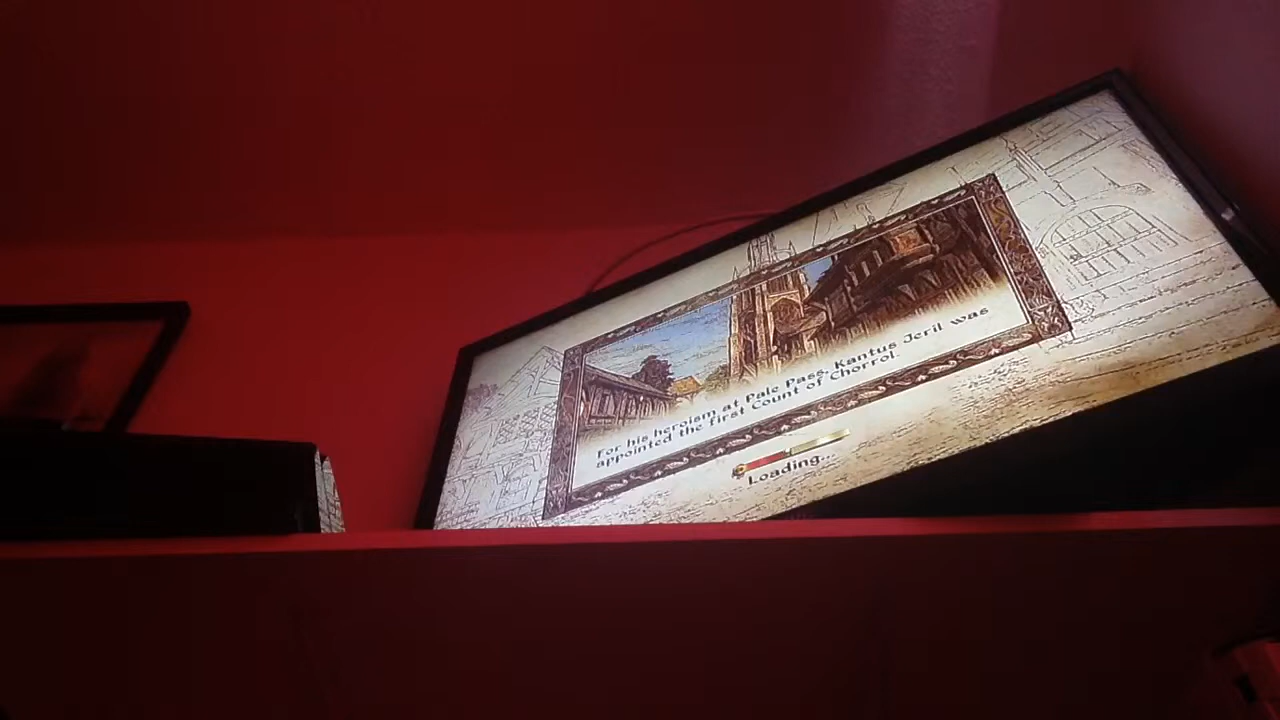 For his heroism at Pale Pass, Kantus Jeril was
appointed the first Count of Chorrol.
Loading...